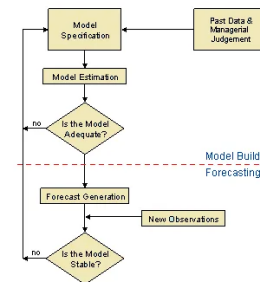 Model
Specification
Past Data &
Managerial
Judgement
Model Estimation
Is the Model
Adequate?
no
Model Build
Forecasting
Forecast Generation
New Observations
Is the Model
Stable?
no